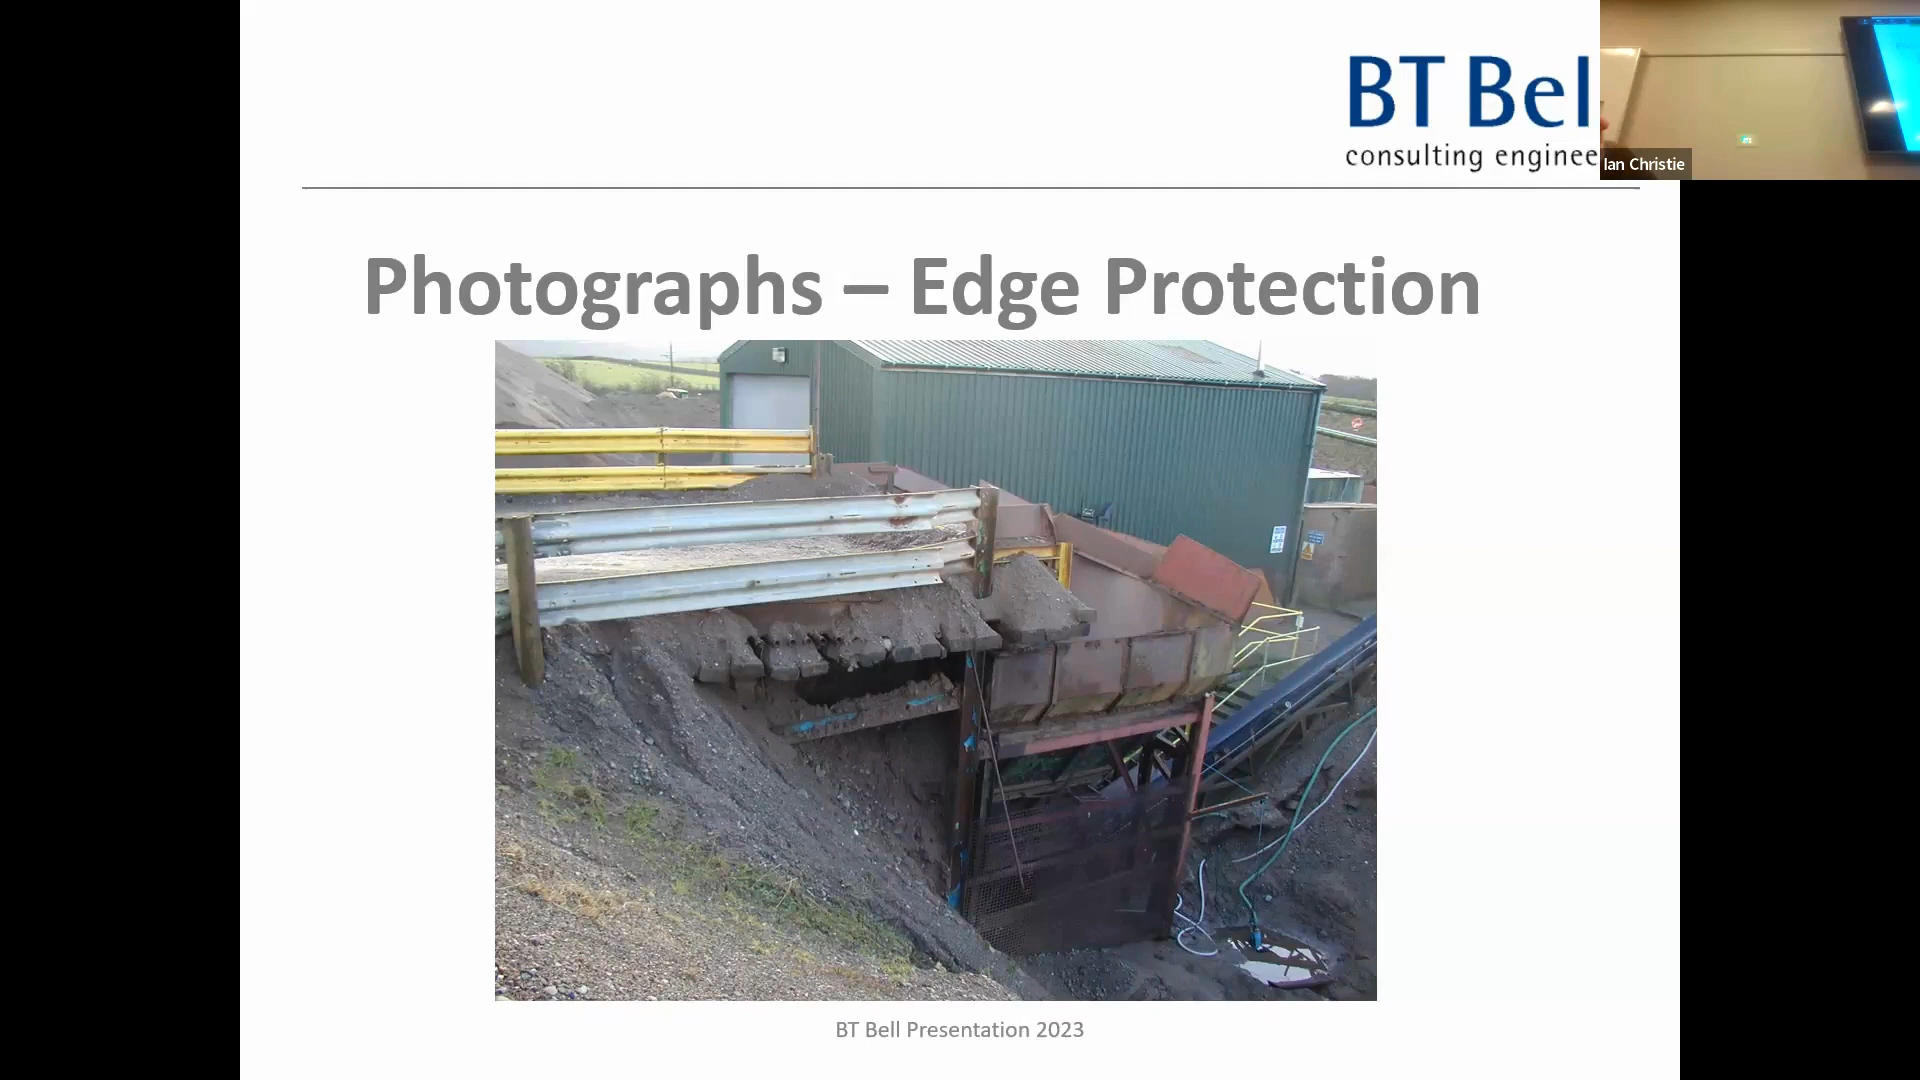 BT Bel
consulting enginee
Ian Christie
Photographs – Edge Protection
BT Bell Presentation 2023